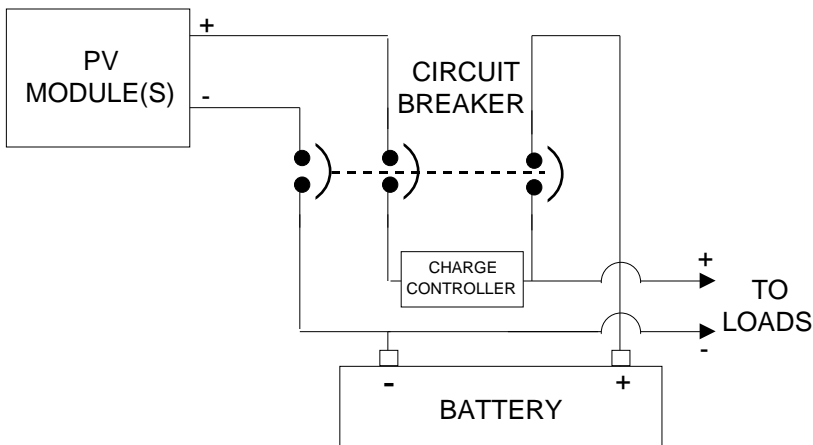 +
PV
MODULE(S)
-
CIRCUIT
BREAKER
CHARGE
CONTROLLER
+
TO
LOADS
-
- +
BATTERY